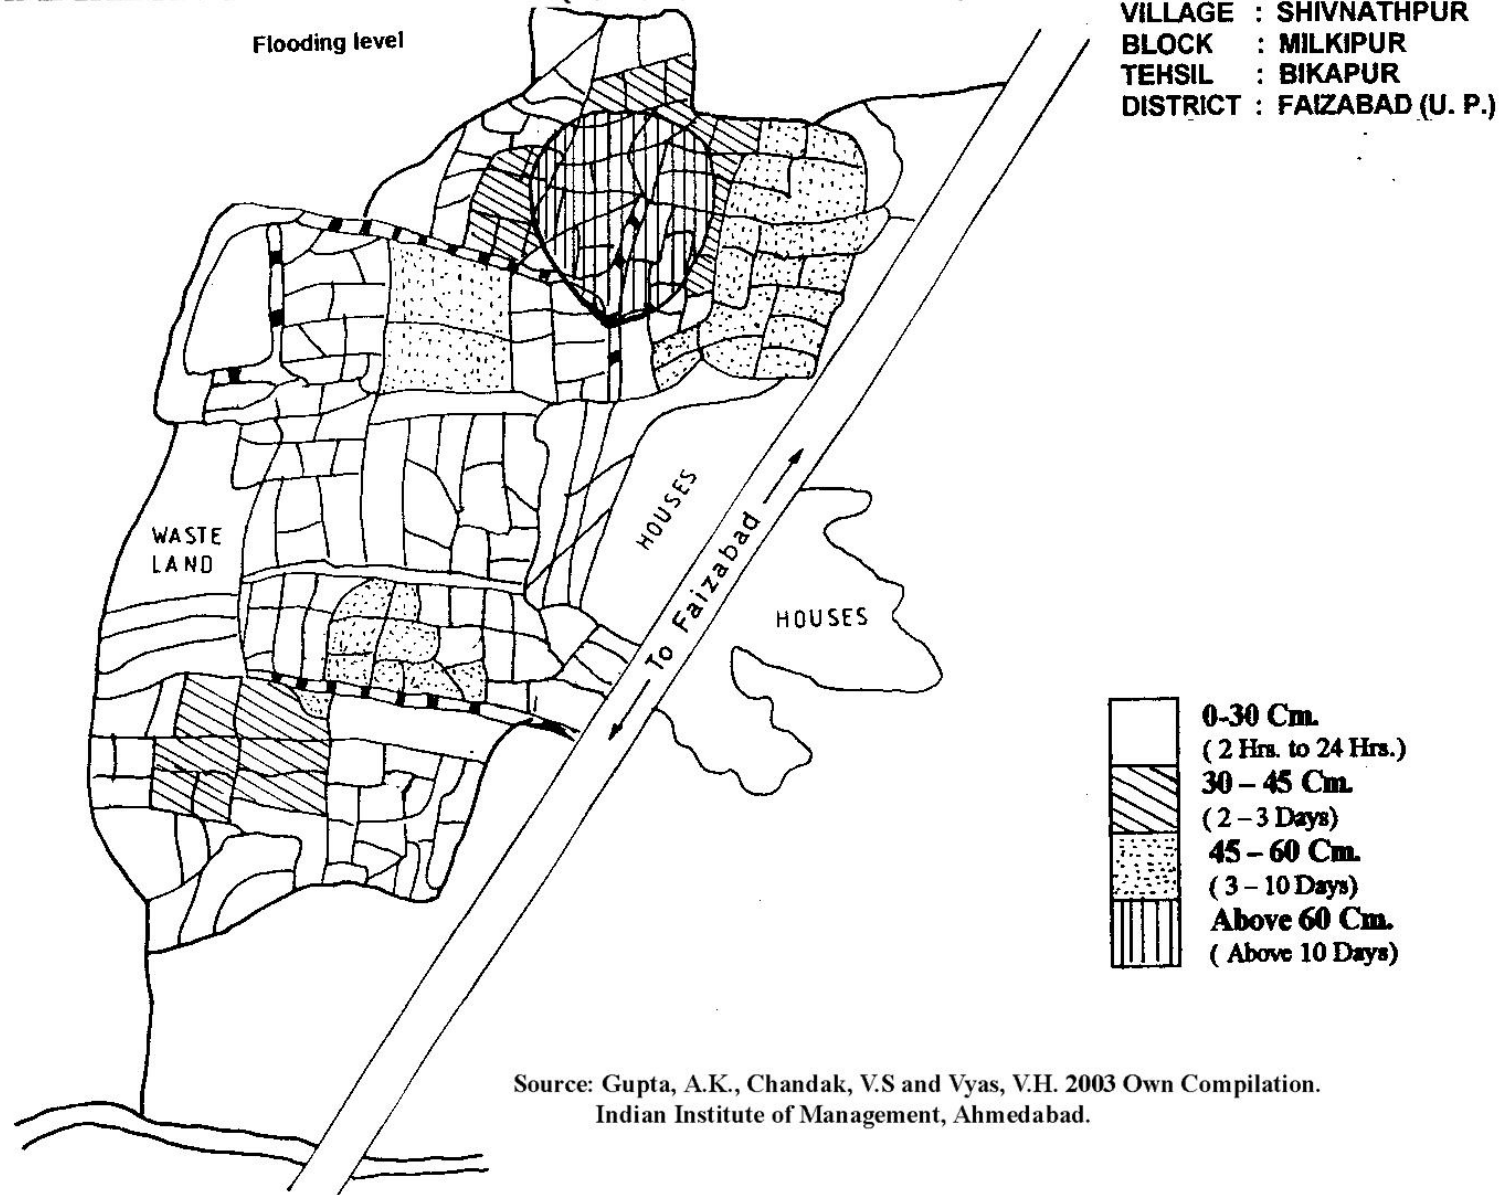 Flooding level
VILLAGE : SHIVNATHPUR
BLOCK : MILKIPUR
TEHSIL : BIKAPUR
DISTRICT : FAIZABAD (U. P.)
HOUSES
WASTE
LAND
To Faizabad
HOUSES
0-30 Cm.
( 2 Hrs. to 24 Hrs.)
30 – 45 Cm.
( 2 – 3 Days)
45 – 60 Cm.
( 3 – 10 Days)
Above 60 Cm.
( Above 10 Days)
Source: Gupta, A.K., Chandak, V.S and Vyas, V.H. 2003 Own Compilation.
Indian Institute of Management, Ahmedabad.